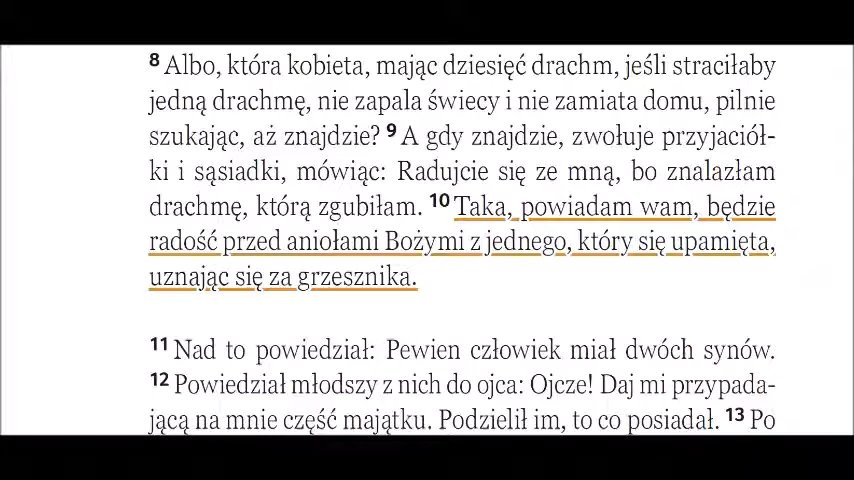 8 Albo, która kobieta, mając dziesięć drachm, jeśli straciłaby
jedną drachmę, nie zapala świecy i nie zamiata domu, pilnie
szukając, aż znajdzie? 9 A gdy znajdzie, zwołuje przyjaciół-
ki i sąsiadki, mówiąc: Radujcie się ze mną, bo znalazłam
drachmę, którą zgubiłam. 10 Taka, powiadam wam, będzie
radość przed aniołami Bożymi z jednego, który się upamięta,
uznając się za grzesznika.
11 Nad to powiedział: Pewien człowiek miał dwóch synów.
12 Powiedział młodszy z nich do ojca: Ojcze! Daj mi przypada-
jącą na mnie część majątku. Podzielił im, to co posiadał. 13 Po